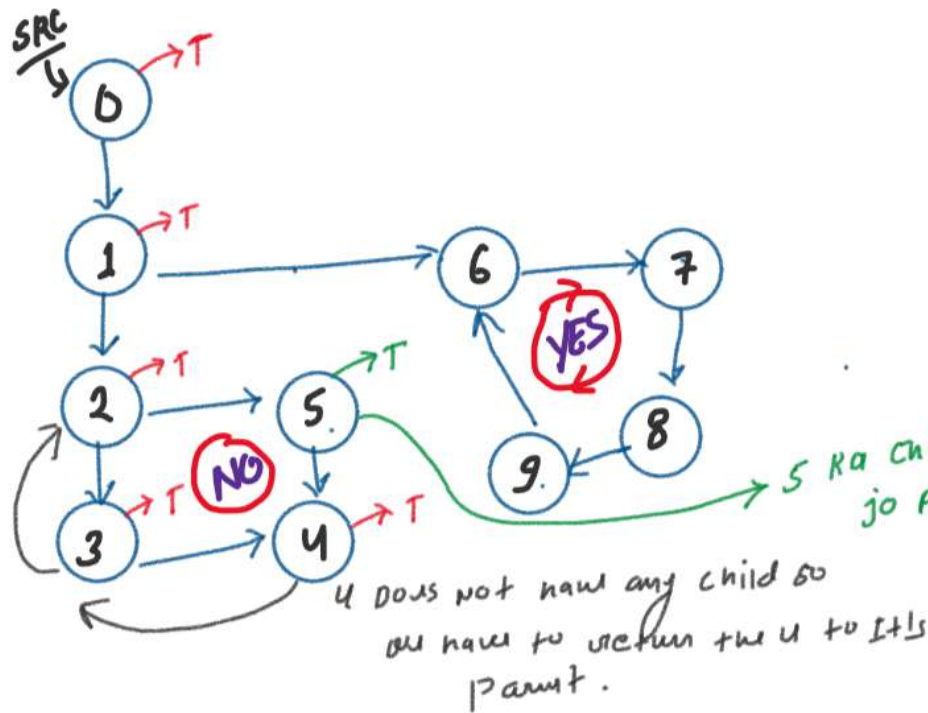 SRC
0
T
1
T
6
7
YES
2
T
5.
T
8
NO
9.
3
T
4
T
5 Ka Ch
jo
4 Does not have any child so
we have to return the 4 to It's
parent.